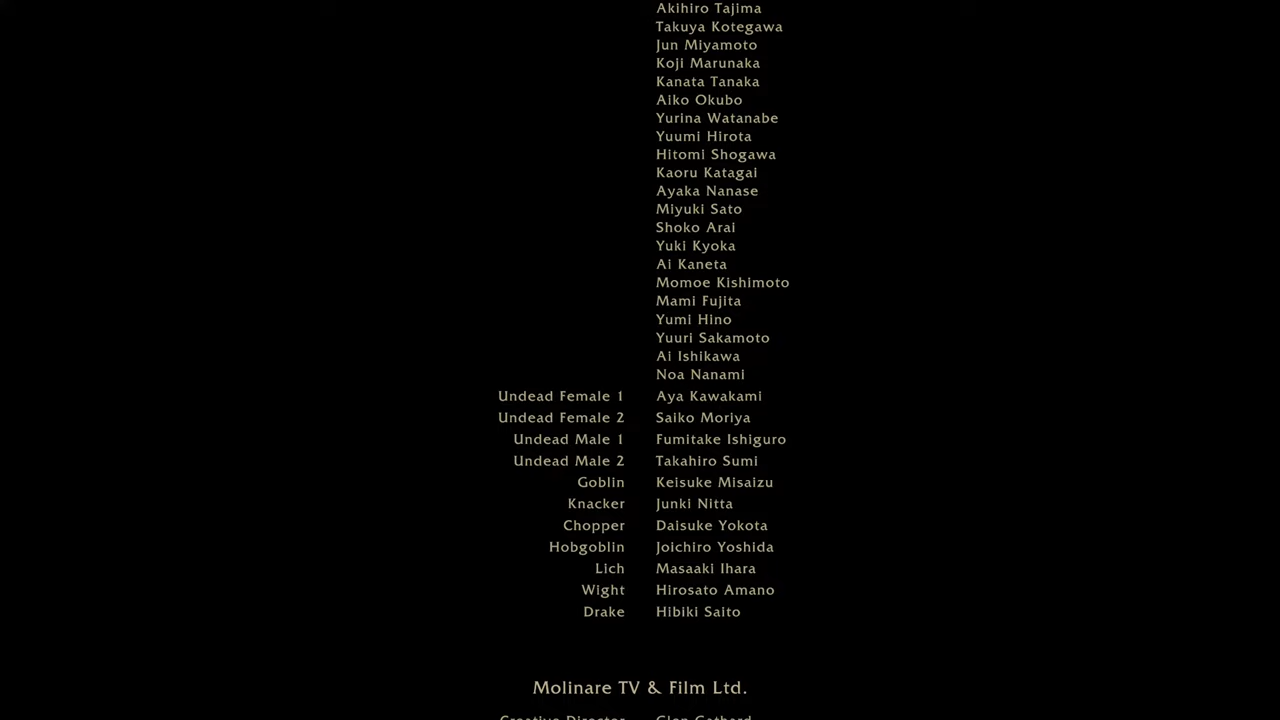 Akihiro Tajima
Takuya Kotegawa
Jun Miyamoto
Koji Marunaka
Kanata Tanaka
Aiko Okubo
Yurina Watanabe
Yuumi Hirota
Hitomi Shogawa
Kaoru Katagai
Ayaka Nanase
Miyuki Sato
Shoko Arai
Yuki Kyoka
Ai Kaneta
Momoe Kishimoto
Mami Fujita
Yumi Hino
Yuuri Sakamoto
Ai Ishikawa
Noa Nanami
Undead Female 1 Aya Kawakami
Undead Female 2 Saiko Moriya
Undead Male 1 Fumitake Ishiguro
Undead Male 2 Takahiro Sumi
Goblin Keisuke Misaizu
Knacker Junki Nitta
Chopper Daisuke Yokota
Hobgoblin Joichiro Yoshida
Lich Masaaki Ihara
Wight Hirosato Amano
Drake Hibiki Saito
Molinare TV & Film Ltd.
Creative Director Glen Gathard